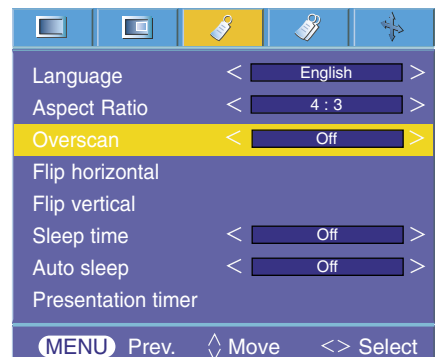 Language < English >
Aspect Ratio < 4 : 3 >
Overscan < Off >
Flip horizontal
Flip vertical
Sleep time < Off >
Auto sleep < Off >
Presentation timer
MENU Prev. Move <> Select